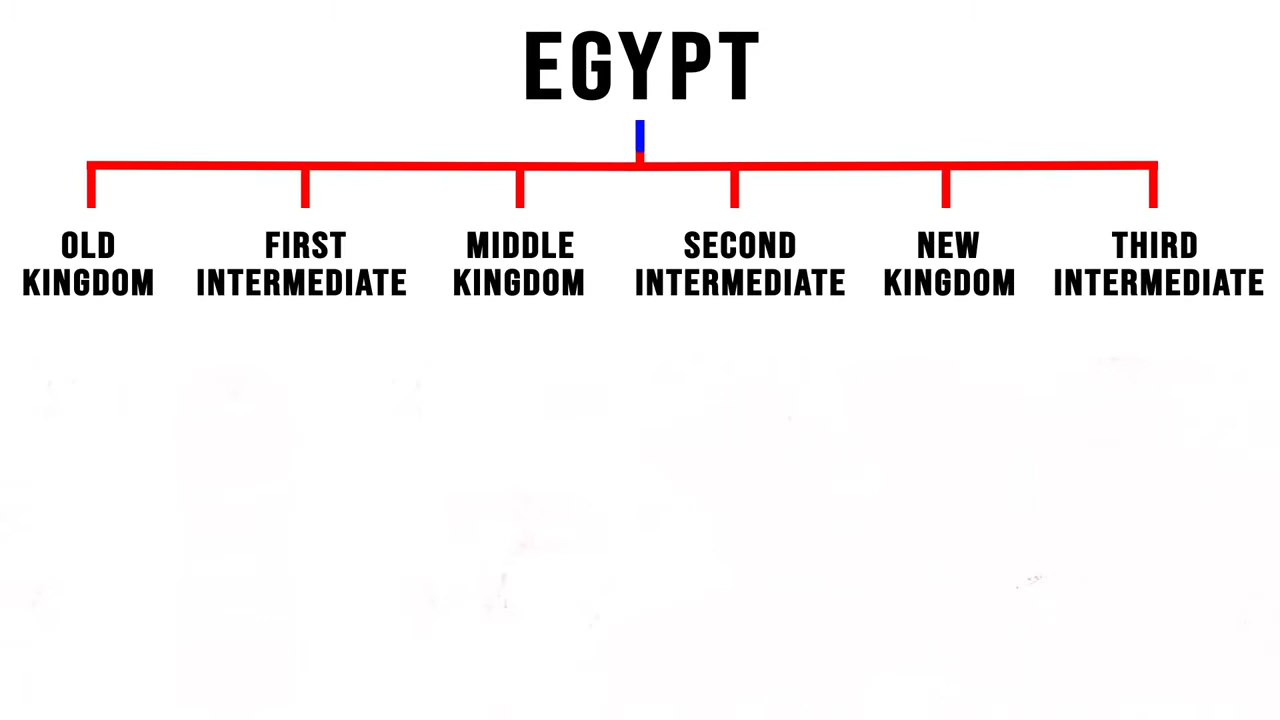 EGYPT
OLD KINGDOM
FIRST INTERMEDIATE
MIDDLE KINGDOM
SECOND INTERMEDIATE
NEW KINGDOM
THIRD INTERMEDIATE